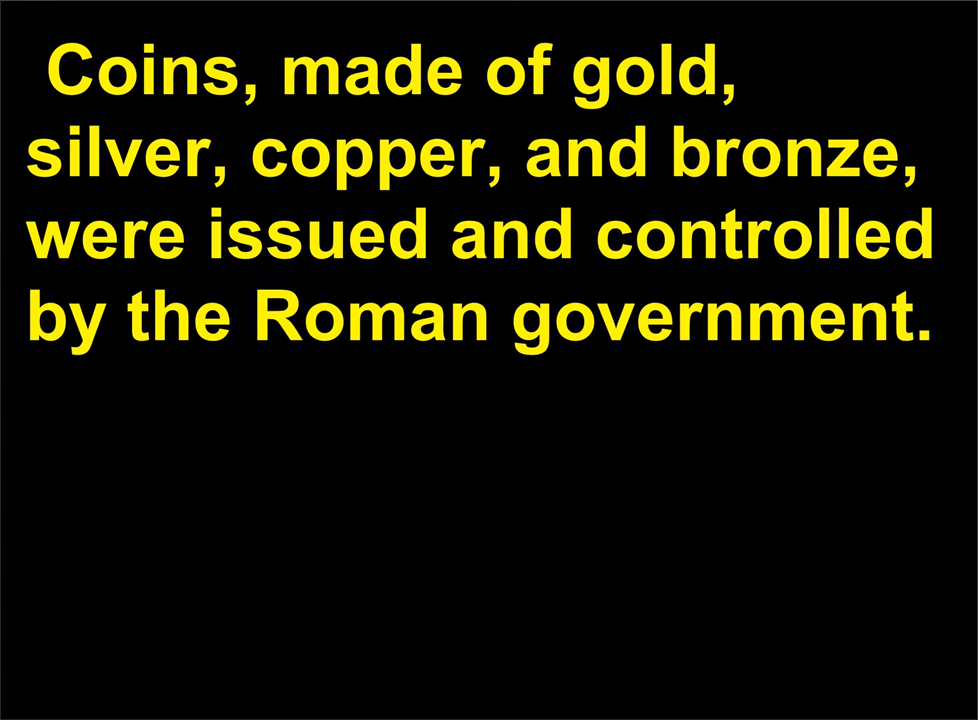 Coins, made of gold,
silver, copper, and bronze,
were issued and controlled
by the Roman government.